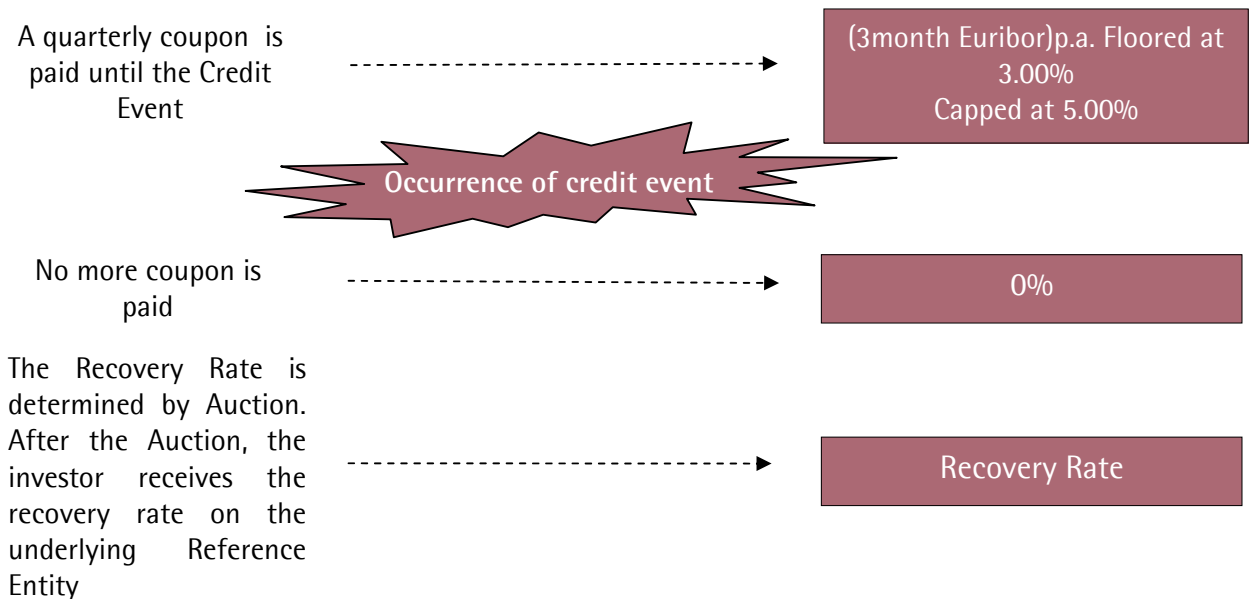 A quarterly coupon is
paid until the Credit
Event
(3month Euribor)p.a. Floored at
3.00%
Capped at 5.00%
Occurrence of credit event
No more coupon is
paid
0%
The Recovery Rate is
determined by Auction.
After the Auction, the
investor receives the
recovery rate on the
underlying Reference
Entity
Recovery Rate